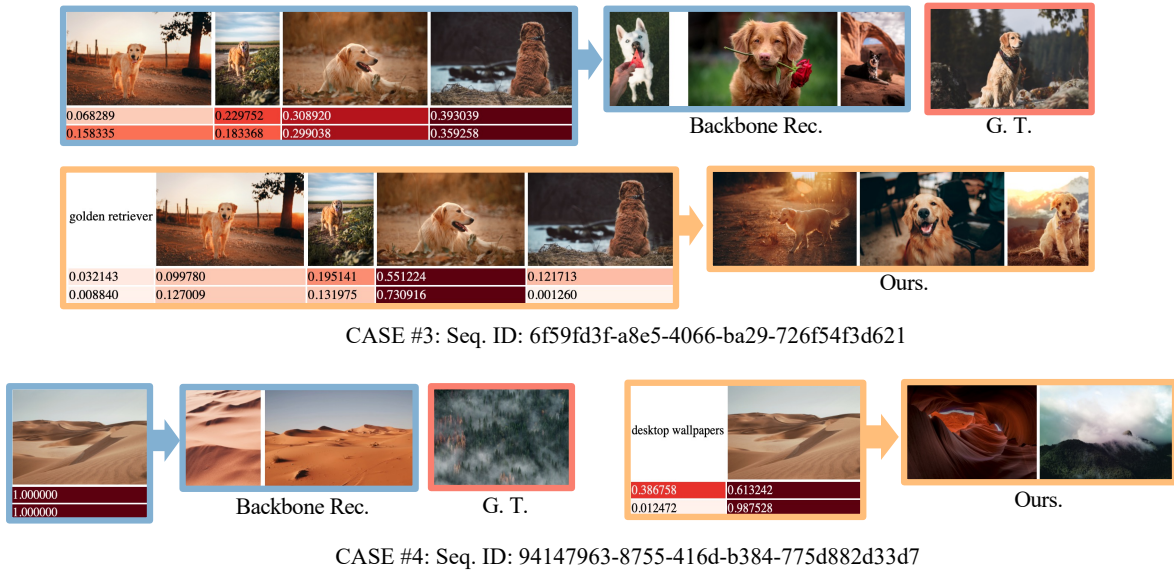 0.068289 0.229752 0.308920 0.393039
0.158335 0.183368 0.299038 0.359258
Backbone Rec.
G. T.
golden retriever
0.032143 0.099780 0.195141 0.551224 0.121713
0.008840 0.127009 0.131975 0.730916 0.001260
Ours.
CASE #3: Seq. ID: 6f59fd3f-a8e5-4066-ba29-726f54f3d621
1.000000
1.000000
Backbone Rec.
G. T.
desktop wallpapers
0.386758 0.613242
0.012472 0.987528
Ours.
CASE #4: Seq. ID: 94147963-8755-416d-b384-775d882d33d7